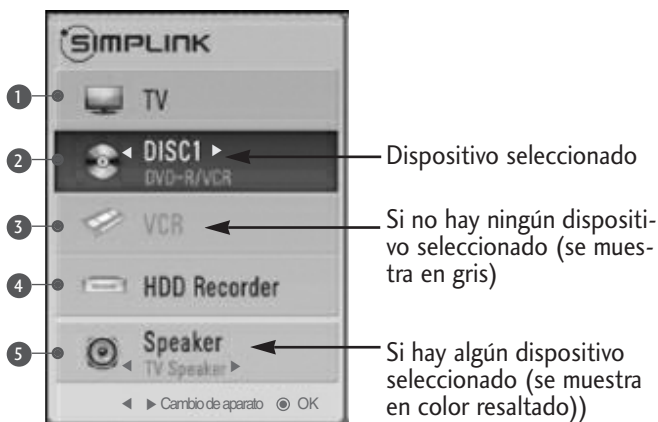 SIMPLINK
1 TV
2 ◄ DISC1 ►
DVD-R/VCR
Dispositivo seleccionado
3 VCR
Si no hay ningún dispositi-
vo seleccionado (se mues-
tra en gris)
4 HDD Recorder
5 Speaker
◄ TV Speaker ►
Si hay algún dispositivo
seleccionado (se muestra
en color resaltado))
◄ ► Cambio de aparato ◉ OK